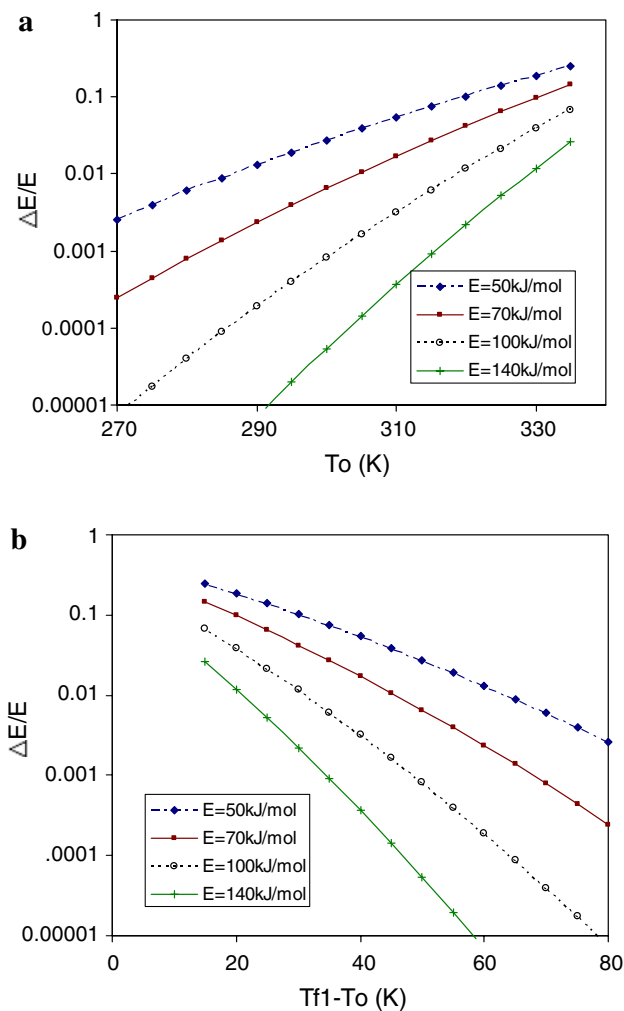 a
1
0.1
0.01
0.001
0.0001
0.00001
ΔE/E
E=50kJ/mol
E=70kJ/mol
E=100kJ/mol
E=140kJ/mol
270 290 310 330
To (K)
b
1
0.1
0.01
0.001
.0001
0.00001
ΔE/E
E=50kJ/mol
E=70kJ/mol
E=100kJ/mol
E=140kJ/mol
0 20 40 60 80
Tf1-To (K)